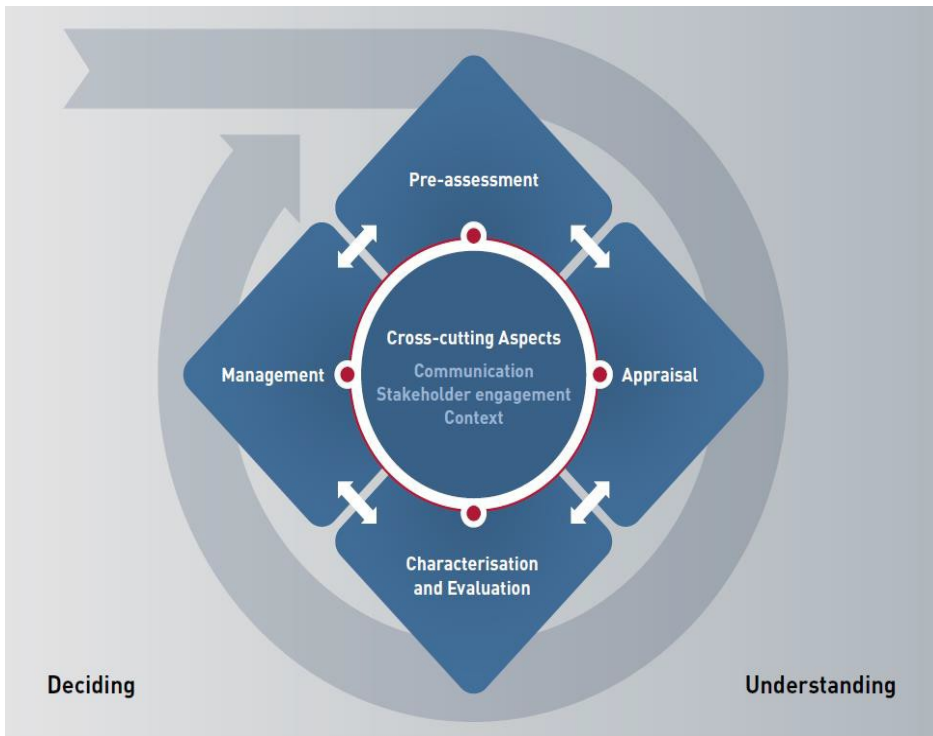 Pre-assessment
Cross-cutting Aspects
Communication
Stakeholder engagement
Context
Management
Appraisal
Characterisation
and Evaluation
Deciding
Understanding